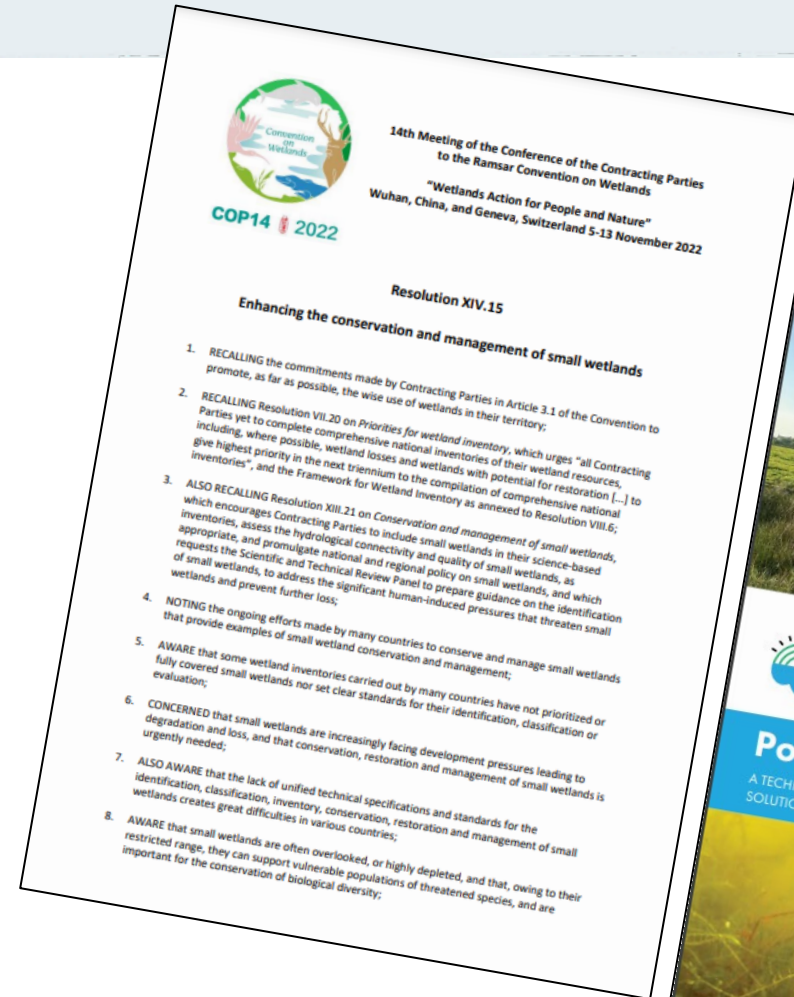 Convention
on
Wetlands
COP14 2022
14th Meeting of the Conference of the Contracting Parties
to the Ramsar Convention on Wetlands
"Wetlands Action for People and Nature"
Wuhan, China, and Geneva, Switzerland 5-13 November 2022
Resolution XIV.15
Enhancing the conservation and management of small wetlands
1. RECALLING the commitments made by Contracting Parties in Article 3.1 of the Convention to
promote, as far as possible, the wise use of wetlands in their territory;
2. RECALLING Resolution VII.20 on Priorities for wetland inventory, which urges "all Contracting
Parties yet to complete comprehensive national inventories of their wetland resources,
including, where possible, wetland losses and wetlands with potential for restoration [...] to
give highest priority in the next triennium to the compilation of comprehensive national
inventories", and the Framework for Wetland Inventory as annexed to Resolution VIII.6;
3. ALSO RECALLING Resolution XIII.21 on Conservation and management of small wetlands,
which encourages Contracting Parties to include small wetlands in their science-based
inventories, assess the hydrological connectivity and quality of small wetlands, as
appropriate, and promulgate national and regional policy on small wetlands, and which
requests the Scientific and Technical Review Panel to prepare guidance on the identification
of small wetlands, to address the significant human-induced pressures that threaten small
wetlands and prevent further loss;
4. NOTING the ongoing efforts made by many countries to conserve and manage small wetlands
that provide examples of small wetland conservation and management;
5. AWARE that some wetland inventories carried out by many countries have not prioritized or
fully covered small wetlands nor set clear standards for their identification, classification or
evaluation;
6. CONCERNED that small wetlands are increasingly facing development pressures leading to
degradation and loss, and that conservation, restoration and management of small wetlands is
urgently needed;
7. ALSO AWARE that the lack of unified technical specifications and standards for the
identification, classification, inventory, conservation, restoration and management of small
wetlands creates great difficulties in various countries;
8. AWARE that small wetlands are often overlooked, or highly depleted, and that, owing to their
restricted range, they can support vulnerable populations of threatened species, and are
important for the conservation of biological diversity;
Po
A TECH
SOLUTIO